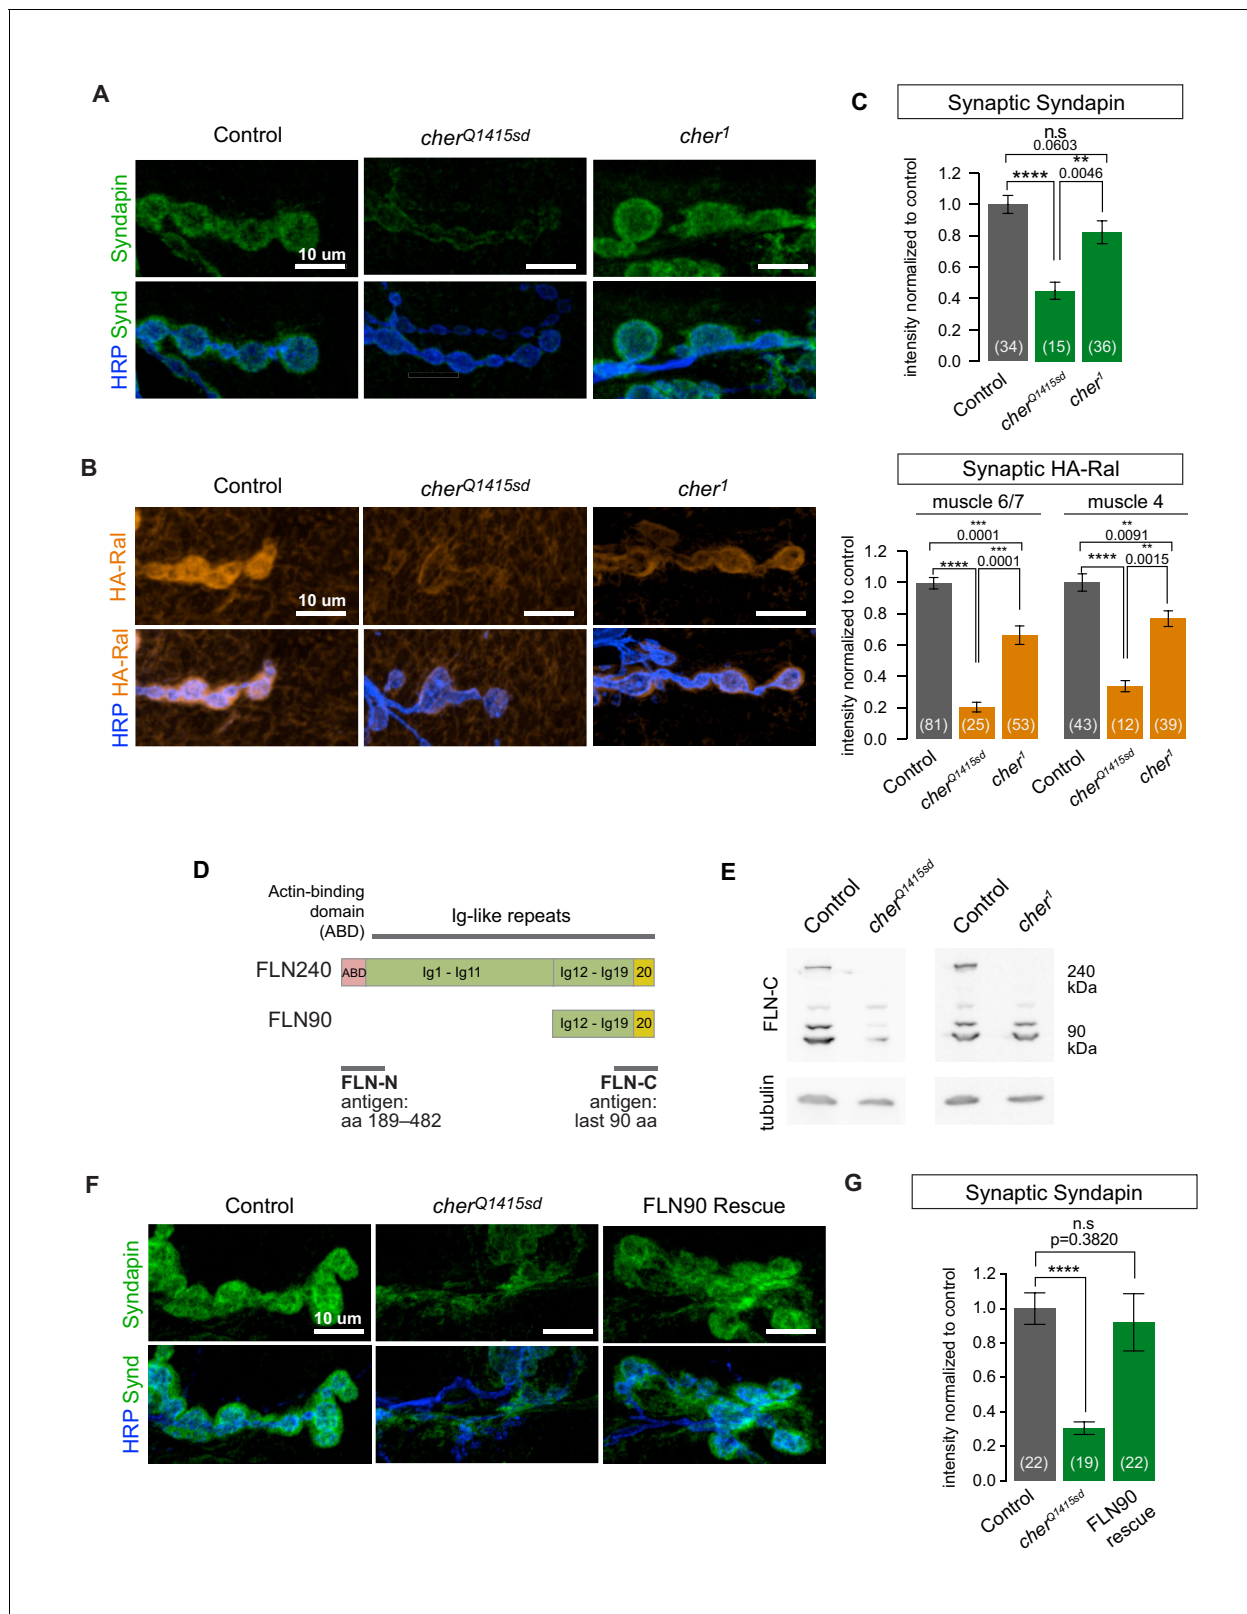 A
Control
cherQ1415sd
cher1
Syndapin
10 um
HRP Synd
B
Control
cherQ1415sd
cher1
HA-Ral
10 um
HRP HA-Ral
C
Synaptic Syndapin
n.s
0.0603
**
****
0.0046
intensity normalized to control
1.2
1.0
0.8
0.6
0.4
0.2
0.0
(34)
(15)
(36)
Control
cherQ1415sd
cher1
Synaptic HA-Ral
muscle 6/7
muscle 4
***
0.0001
***
****
0.0001
**
0.0091
**
****
0.0015
intensity normalized to control
1.2
1.0
0.8
0.6
0.4
0.2
0.0
(81)
(25)
(53)
(43)
(12)
(39)
Control
cherQ1415sd
cher1
Control
cherQ1415sd
cher1
D
Actin-binding
domain
(ABD)
Ig-like repeats
FLN240
ABD
Ig1 - Ig11
Ig12 - Ig19
20
FLN90
Ig12 - Ig19
20
FLN-N
antigen:
aa 189–482
FLN-C
antigen:
last 90 aa
E
Control
cherQ1415sd
Control
cher1
FLN-C
240
kDa
90
kDa
tubulin
F
Control
cherQ1415sd
FLN90 Rescue
Syndapin
10 um
HRP Synd
G
Synaptic Syndapin
n.s
p=0.3820
****
intensity normalized to control
1.2
1.0
0.8
0.6
0.4
0.2
0.0
(22)
(19)
(22)
Control
cherQ1415sd
FLN90
rescue